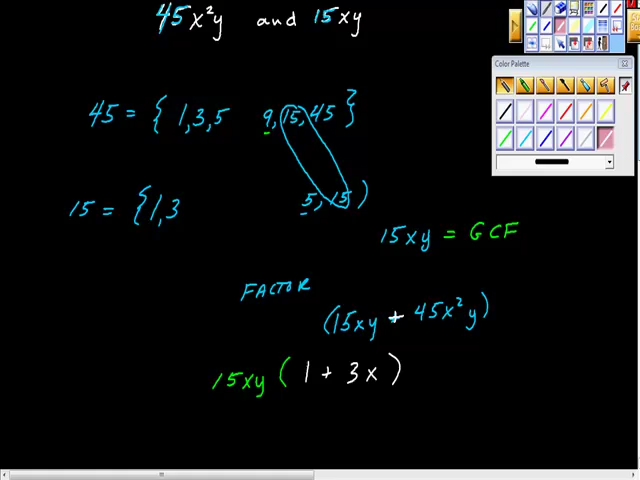 45x²y and 15xy
45 = { 1,3,5 9,15,45 }
15 = { 1,3 5,15 )
15xy = GCF
FACTOR
(15xy + 45x²y)
15xy ( 1 + 3x )
Color Palette